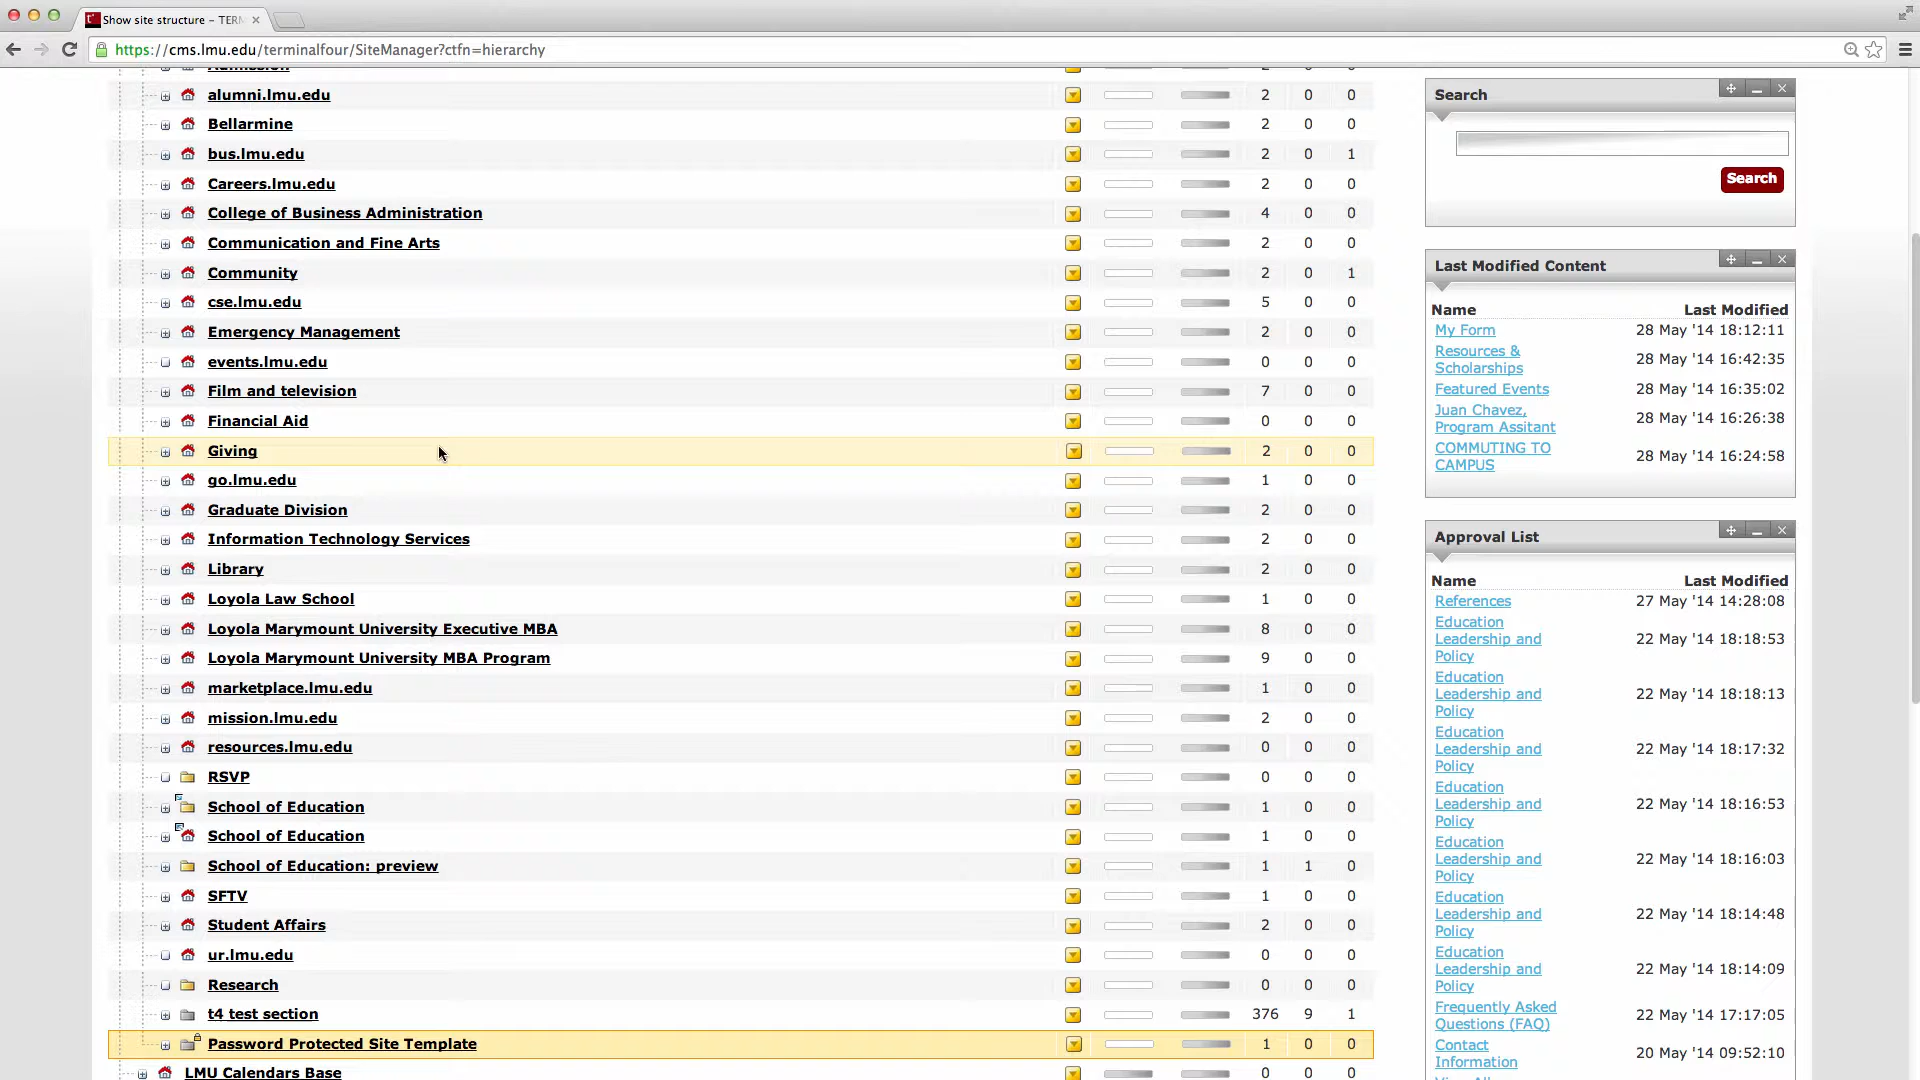 Show site structure – TERM
https://cms.lmu.edu/terminalfour/SiteManager?ctfn=hierarchy
Admission 2 0 0
alumni.lmu.edu 2 0 0
Bellarmine 2 0 0
bus.lmu.edu 2 0 1
Careers.lmu.edu 2 0 0
College of Business Administration 4 0 0
Communication and Fine Arts 2 0 0
Community 2 0 1
cse.lmu.edu 5 0 0
Emergency Management 2 0 0
events.lmu.edu 0 0 0
Film and television 7 0 0
Financial Aid 0 0 0
Giving 2 0 0
go.lmu.edu 1 0 0
Graduate Division 2 0 0
Information Technology Services 2 0 0
Library 2 0 0
Loyola Law School 1 0 0
Loyola Marymount University Executive MBA 8 0 0
Loyola Marymount University MBA Program 9 0 0
marketplace.lmu.edu 1 0 0
mission.lmu.edu 2 0 0
resources.lmu.edu 0 0 0
RSVP 0 0 0
School of Education 1 0 0
School of Education 1 0 0
School of Education: preview 1 1 0
SFTV 1 0 0
Student Affairs 2 0 0
ur.lmu.edu 0 0 0
Research 0 0 0
t4 test section 376 9 1
Password Protected Site Template 1 0 0
LMU Calendars Base 0 0 0
Search
Search
Last Modified Content
Name Last Modified
My Form 28 May '14 18:12:11
Resources &
Scholarships 28 May '14 16:42:35
Featured Events 28 May '14 16:35:02
Juan Chavez,
Program Assitant 28 May '14 16:26:38
COMMUTING TO
CAMPUS 28 May '14 16:24:58
Approval List
Name Last Modified
References 27 May '14 14:28:08
Education
Leadership and 22 May '14 18:18:53
Policy
Education
Leadership and 22 May '14 18:18:13
Policy
Education
Leadership and 22 May '14 18:17:32
Policy
Education
Leadership and 22 May '14 18:16:53
Policy
Education
Leadership and 22 May '14 18:16:03
Policy
Education
Leadership and 22 May '14 18:14:48
Policy
Education
Leadership and 22 May '14 18:14:09
Policy
Frequently Asked
Questions (FAQ) 22 May '14 17:17:05
Contact
Information 20 May '14 09:52:10